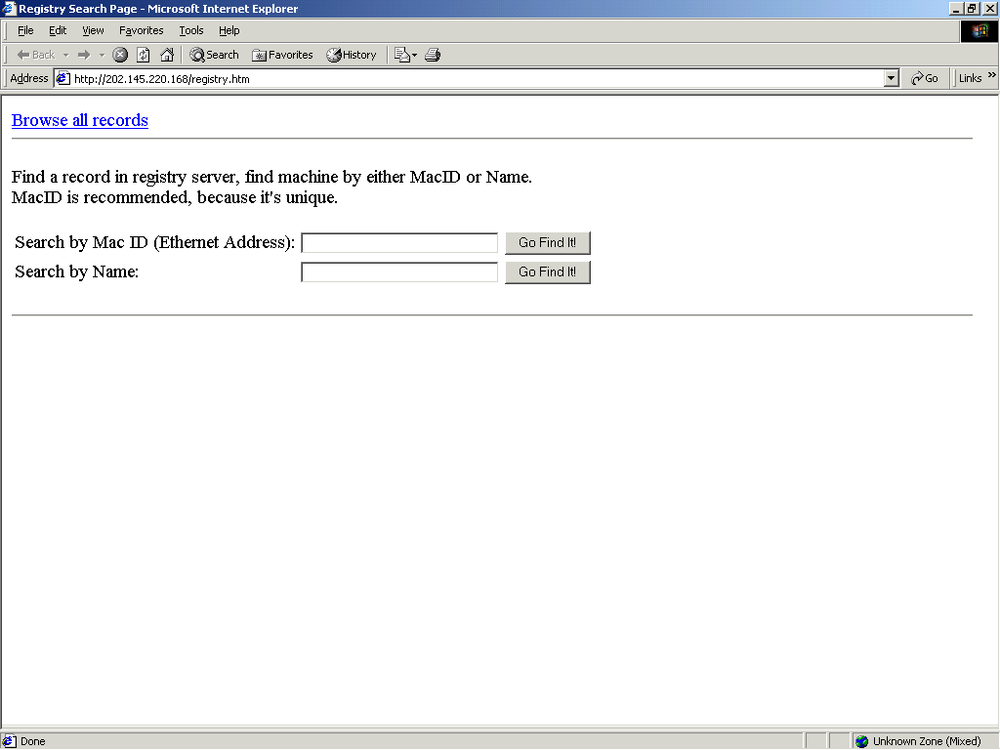 Registry Search Page - Microsoft Internet Explorer
File Edit View Favorites Tools Help
Back Search Favorites History
Address http://202.145.220.168/registry.htm Go Links »
Browse all records
Find a record in registry server, find machine by either MacID or Name.
MacID is recommended, because it's unique.
Search by Mac ID (Ethernet Address): Go Find It!
Search by Name: Go Find It!
Done Unknown Zone (Mixed)